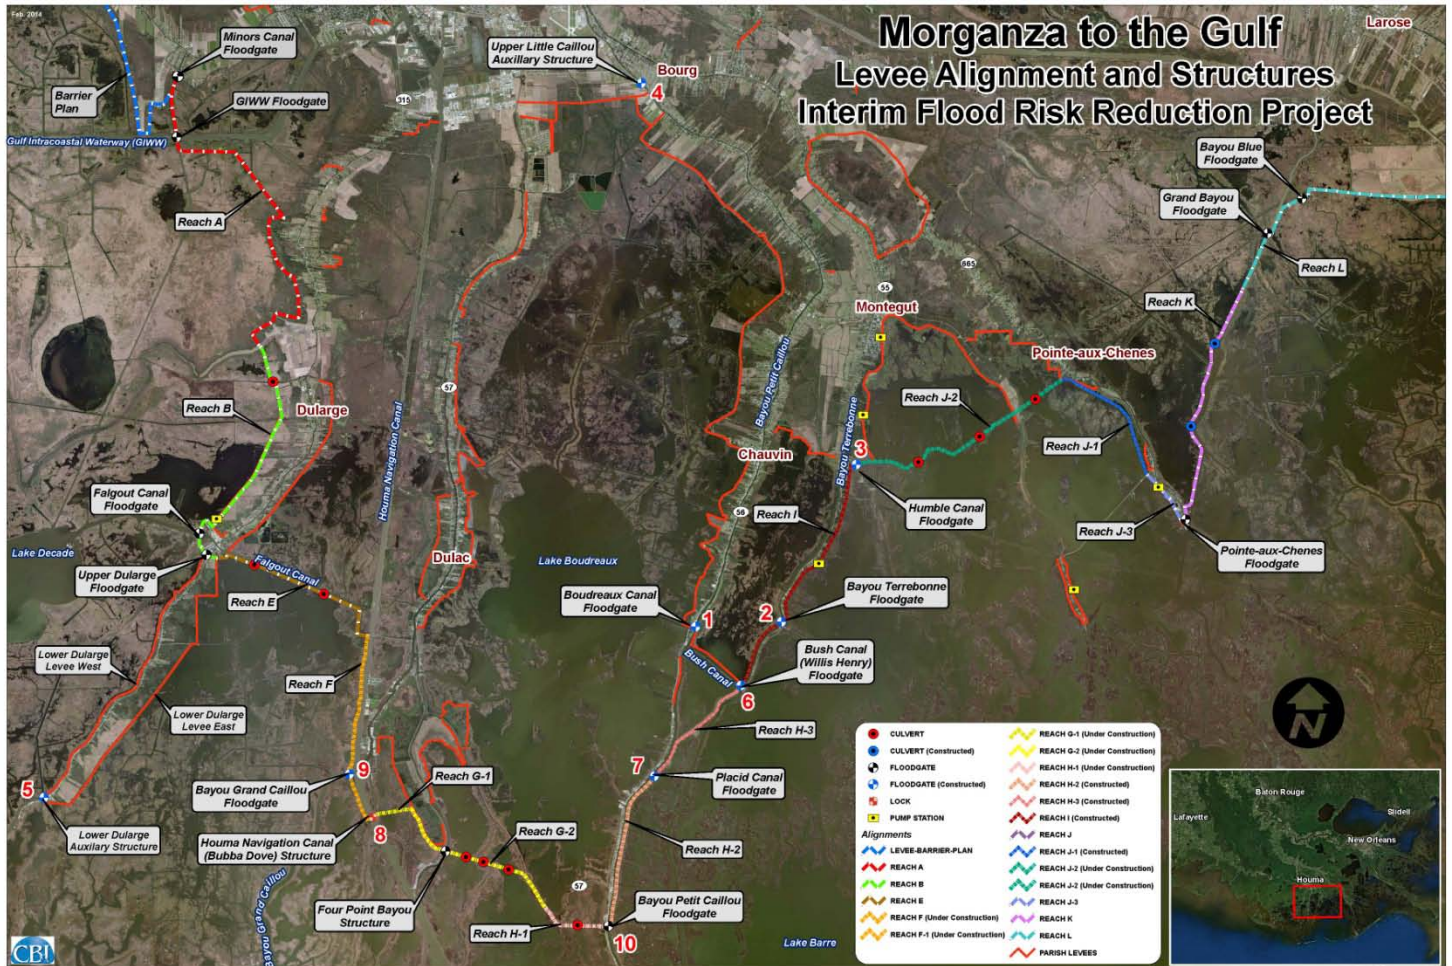 Feb. 2014
Morganza to the Gulf
Levee Alignment and Structures
Interim Flood Risk Reduction Project
Larose
Minors Canal
Floodgate
Upper Little Caillou
Auxillary Structure
Bourg
4
Barrier
Plan
GIWW Floodgate
315
Gulf Intracoastal Waterway (GIWW)
Bayou Blue
Floodgate
Grand Bayou
Floodgate
Reach A
665
Reach L
55
Reach K
Montegut
Bayou Petit Caillou
Pointe-aux-Chenes
57
Reach J-2
Reach B
Dularge
Houma Navigation Canal
Bayou Terrebonne
Reach J-1
Chauvin
3
Falgout Canal
Floodgate
56
Reach I
Humble Canal
Floodgate
Reach J-3
Pointe-aux-Chenes
Floodgate
Lake Decade
Dulac
Lake Boudreaux
Falgout Canal
Upper Dularge
Floodgate
Reach E
Boudreaux Canal
Floodgate
1
2
Bayou Terrebonne
Floodgate
Lower Dularge
Levee West
Bush Canal
Bush Canal
(Willis Henry)
Floodgate
Reach F
6
Lower Dularge
Levee East
Reach H-3
N
5
9
Reach G-1
7
Placid Canal
Floodgate
Bayou Grand Caillou
Floodgate
Lower Dularge
Auxilary Structure
8
Houma Navigation Canal
(Bubba Dove) Structure
Reach G-2
Reach H-2
57
Bayou Grand Caillou
Four Point Bayou
Structure
Reach H-1
Bayou Petit Caillou
Floodgate
10
Lake Barre
CBI
CULVERT
CULVERT (Constructed)
FLOODGATE
FLOODGATE (Constructed)
LOCK
PUMP STATION
Alignments
LEVEE-BARRIER-PLAN
REACH A
REACH B
REACH E
REACH F (Under Construction)
REACH F-1 (Under Construction)
REACH G-1 (Under Construction)
REACH G-2 (Under Construction)
REACH H-1 (Under Construction)
REACH H-2 (Constructed)
REACH H-3 (Constructed)
REACH I (Constructed)
REACH J
REACH J-1 (Constructed)
REACH J-2 (Under Construction)
REACH J-2 (Under Construction)
REACH J-3
REACH K
REACH L
PARISH LEVEES
Baton Rouge
Slidell
Lafayette
New Orleans
Houma